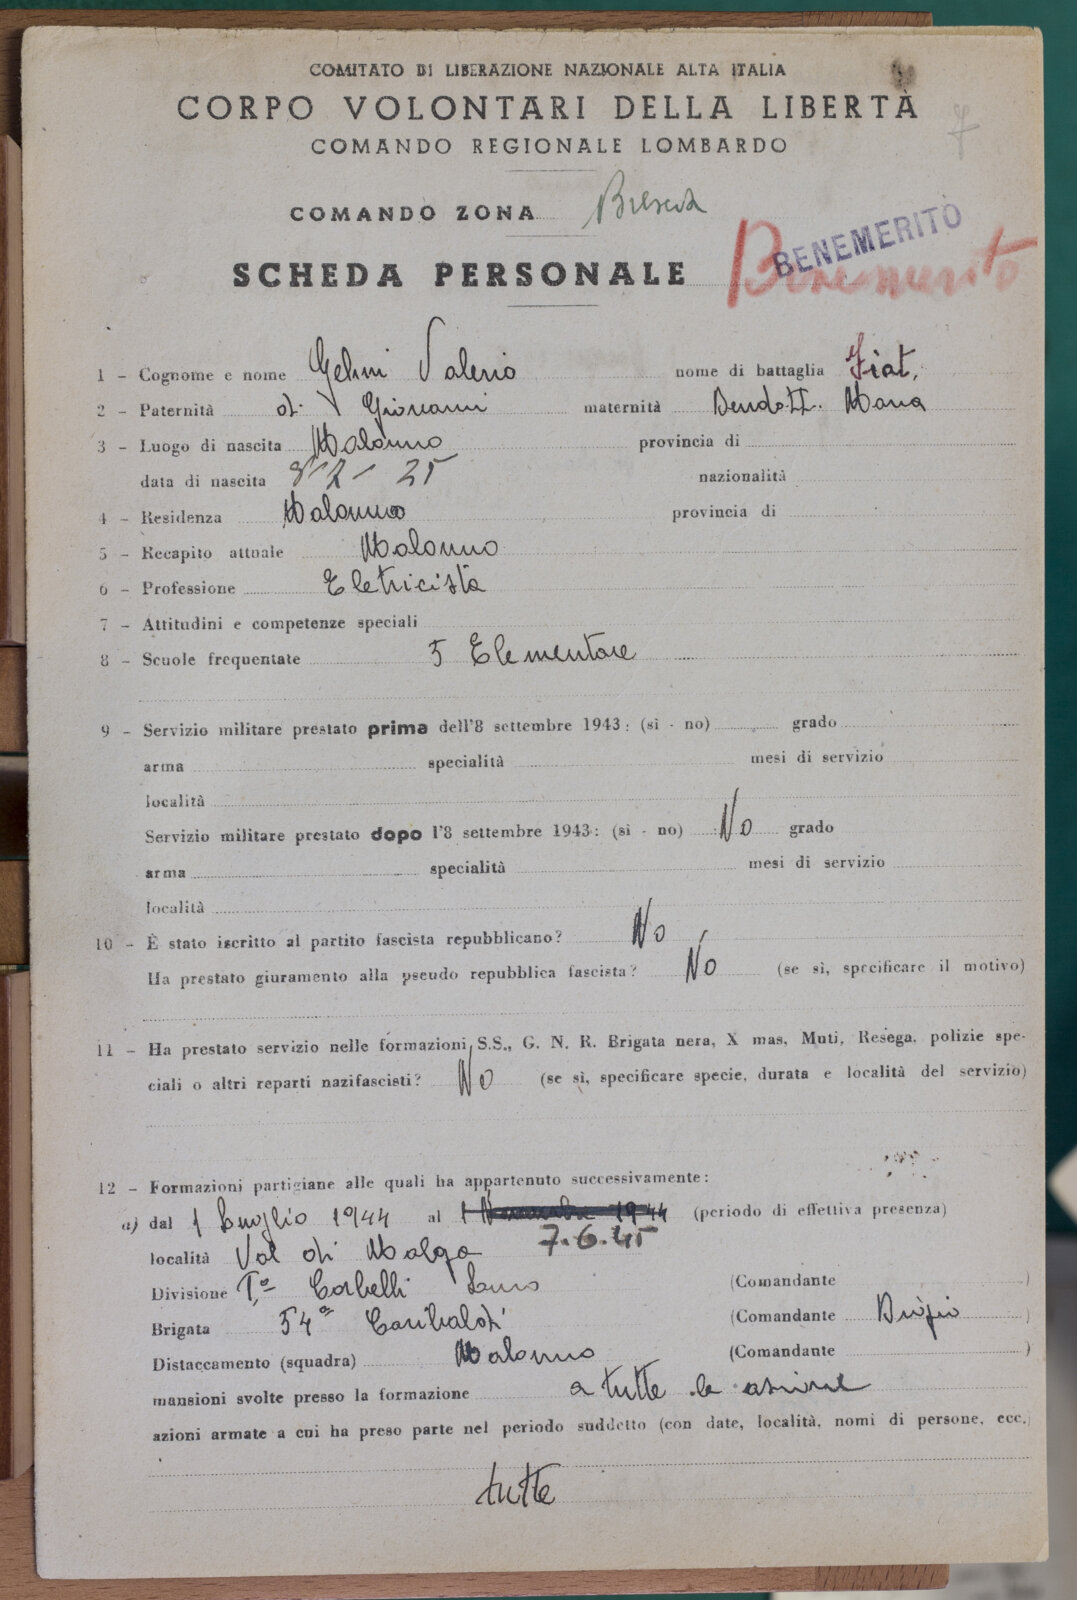 COMITATO DI LIBERAZIONE NAZIONALE ALTA ITALIA
CORPO VOLONTARI DELLA LIBERTÀ
COMANDO REGIONALE LOMBARDO
COMANDO ZONA Brescia
BENEMERITO
SCHEDA PERSONALE Benemerito
1 - Cognome e nome Gelmi Valerio nome di battaglia Fiat.
2 - Paternità di Giovanni maternità Bendotti Maria
3 - Luogo di nascita Malonno provincia di
data di nascita 8-2-25 nazionalità
4 - Residenza Malonno provincia di
5 - Recapito attuale Malonno
6 - Professione Eletricista
7 - Attitudini e competenze speciali
8 - Scuole frequentate 5 Elementare
9 - Servizio militare prestato prima dell'8 settembre 1943: (sì - no) grado
arma specialità mesi di servizio
località
Servizio militare prestato dopo l'8 settembre 1943: (sì - no) No grado
arma specialità mesi di servizio
località
10 - È stato iscritto al partito fascista repubblicano? No
Ha prestato giuramento alla pseudo repubblica fascista? No (se sì, specificare il motivo)
11 - Ha prestato servizio nelle formazioni S.S., G. N. R. Brigata nera, X mas, Muti, Resega, polizie spe-
ciali o altri reparti nazifascisti? No (se sì, specificare specie, durata e località del servizio)
12 - Formazioni partigiane alle quali ha appartenuto successivamente:
a) dal 1 Luglio 1944 al 1 1944 (periodo di effettiva presenza)
7.6.45
località Val di Malga
Divisione Iª (Comandante )
Brigata 54ª Garibaldi (Comandante )
Distaccamento (squadra) Malonno (Comandante )
mansioni svolte presso la formazione a tutte le
azioni armate a cui ha preso parte nel periodo suddetto (con date, località, nomi di persone, ecc.)
tutte